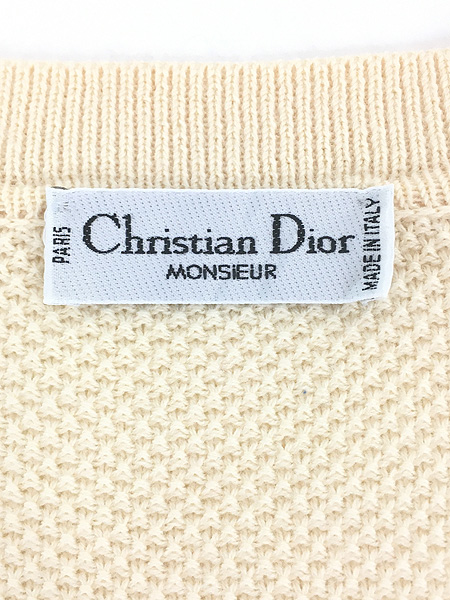 PARIS
Christian Dior
MONSiEUR
MADE IN ITALY